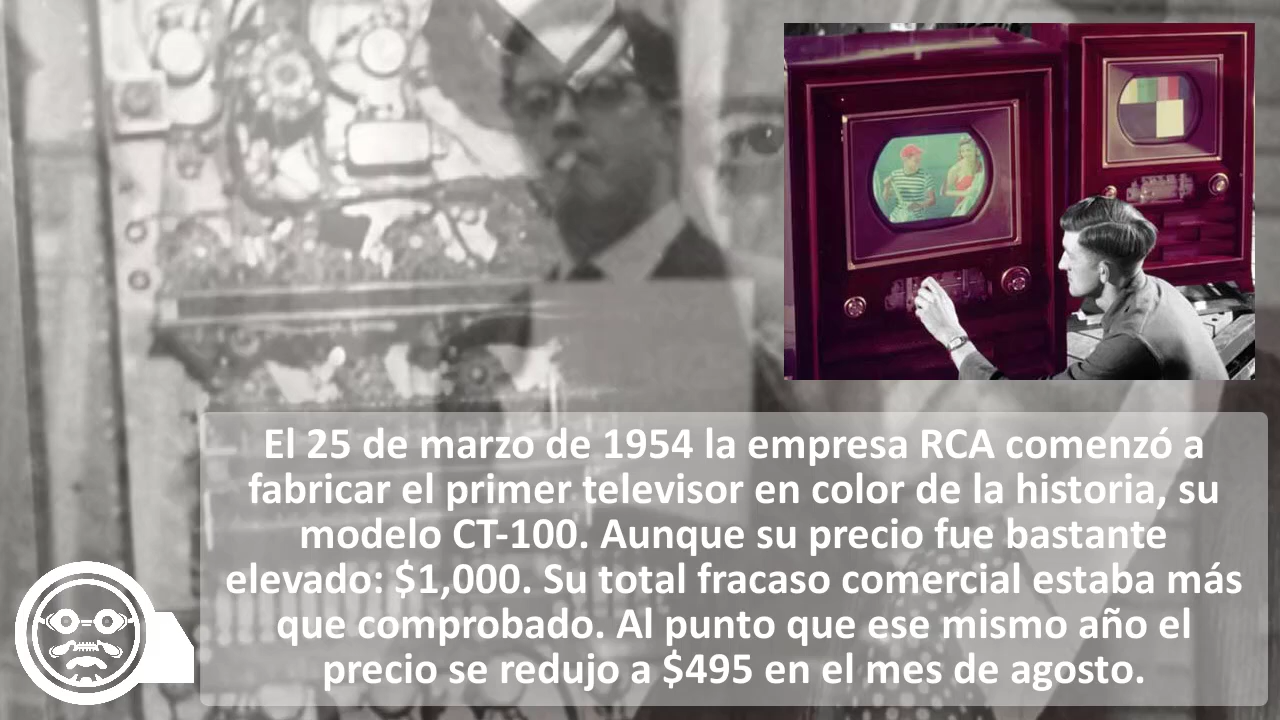 El 25 de marzo de 1954 la empresa RCA comenzó a
fabricar el primer televisor en color de la historia, su
modelo CT-100. Aunque su precio fue bastante
elevado: $1,000. Su total fracaso comercial estaba más
que comprobado. Al punto que ese mismo año el
precio se redujo a $495 en el mes de agosto.